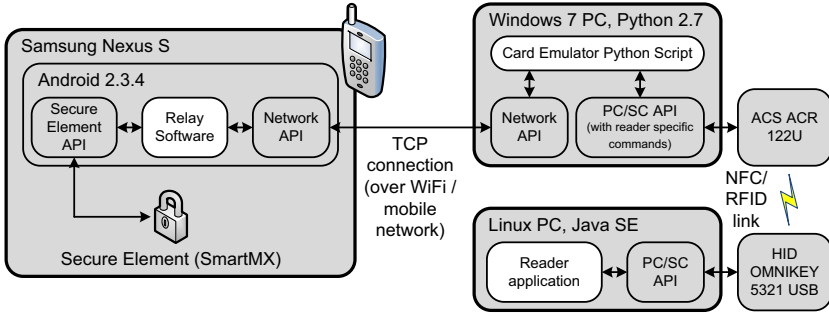 Samsung Nexus S
Android 2.3.4
Secure
Element
API
Relay
Software
Network
API
Secure Element (SmartMX)
TCP
connection
(over WiFi /
mobile
network)
Windows 7 PC, Python 2.7
Card Emulator Python Script
Network
API
PC/SC API
(with reader specific
commands)
ACS ACR
122U
NFC/
RFID
link
Linux PC, Java SE
Reader
application
PC/SC
API
HID
OMNIKEY
5321 USB